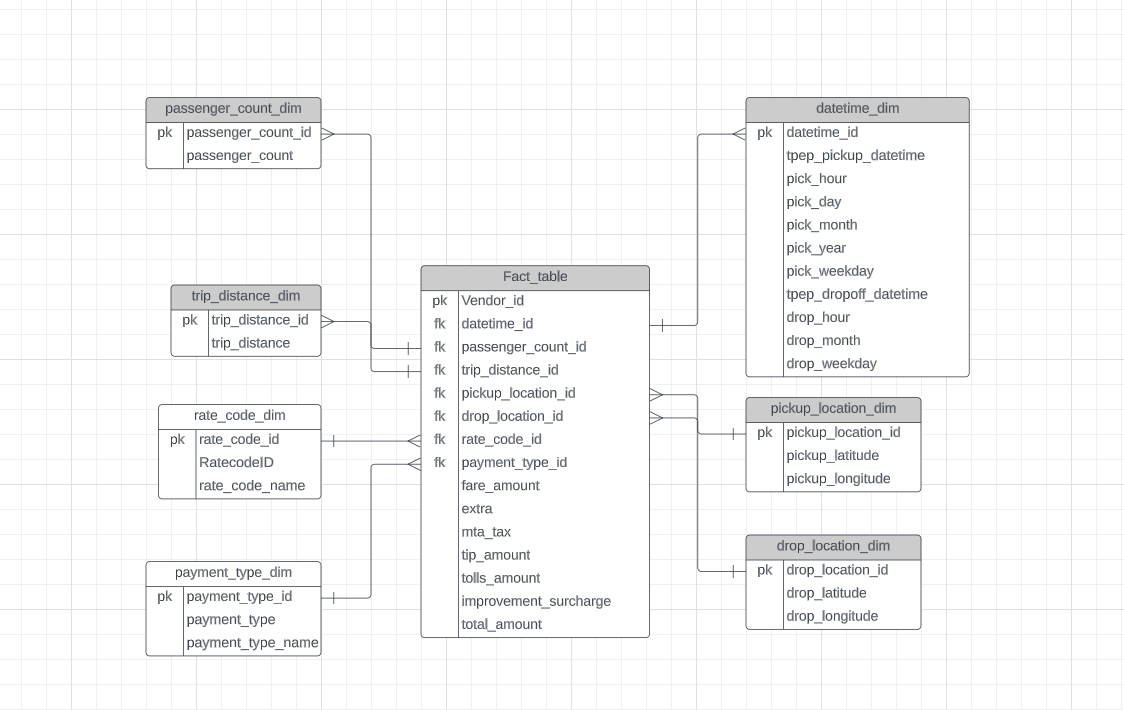 passenger_count_dim
pk passenger_count_id
passenger_count
trip_distance_dim
pk trip_distance_id
trip_distance
rate_code_dim
pk rate_code_id
RatecodeID
rate_code_name
payment_type_dim
pk payment_type_id
payment_type
payment_type_name
Fact_table
pk Vendor_id
fk datetime_id
fk passenger_count_id
fk trip_distance_id
fk pickup_location_id
fk drop_location_id
fk rate_code_id
fk payment_type_id
fare_amount
extra
mta_tax
tip_amount
tolls_amount
improvement_surcharge
total_amount
datetime_dim
pk datetime_id
tpep_pickup_datetime
pick_hour
pick_day
pick_month
pick_year
pick_weekday
tpep_dropoff_datetime
drop_hour
drop_month
drop_weekday
pickup_location_dim
pk pickup_location_id
pickup_latitude
pickup_longitude
drop_location_dim
pk drop_location_id
drop_latitude
drop_longitude